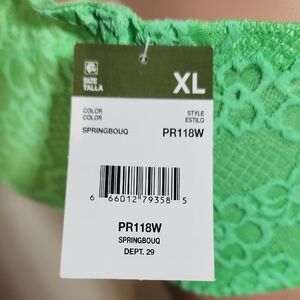 SIZE
TALLA
XL
COLOR
COLOR
STYLE
ESTILO
SPRINGBOUQ
PR118W
6 66012 79358 5
PR118W
SPRINGBOUQ
DEPT. 29